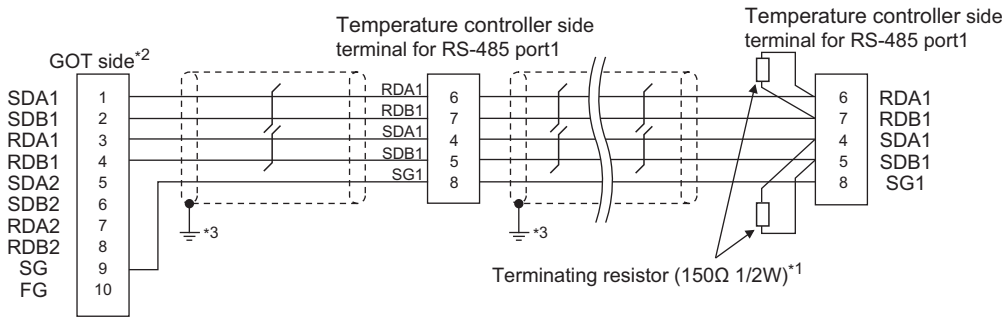 Temperature controller side
terminal for RS-485 port1
Temperature controller side
terminal for RS-485 port1
GOT side*2
SDA1 1 RDA1 6 6 RDA1
SDB1 2 RDB1 7 7 RDB1
RDA1 3 SDA1 4 4 SDA1
RDB1 4 SDB1 5 5 SDB1
SDA2 5 SG1 8 8 SG1
SDB2 6
RDA2 7
RDB2 8
SG 9
FG 10
*3
*3
Terminating resistor (150Ω 1/2W)*1